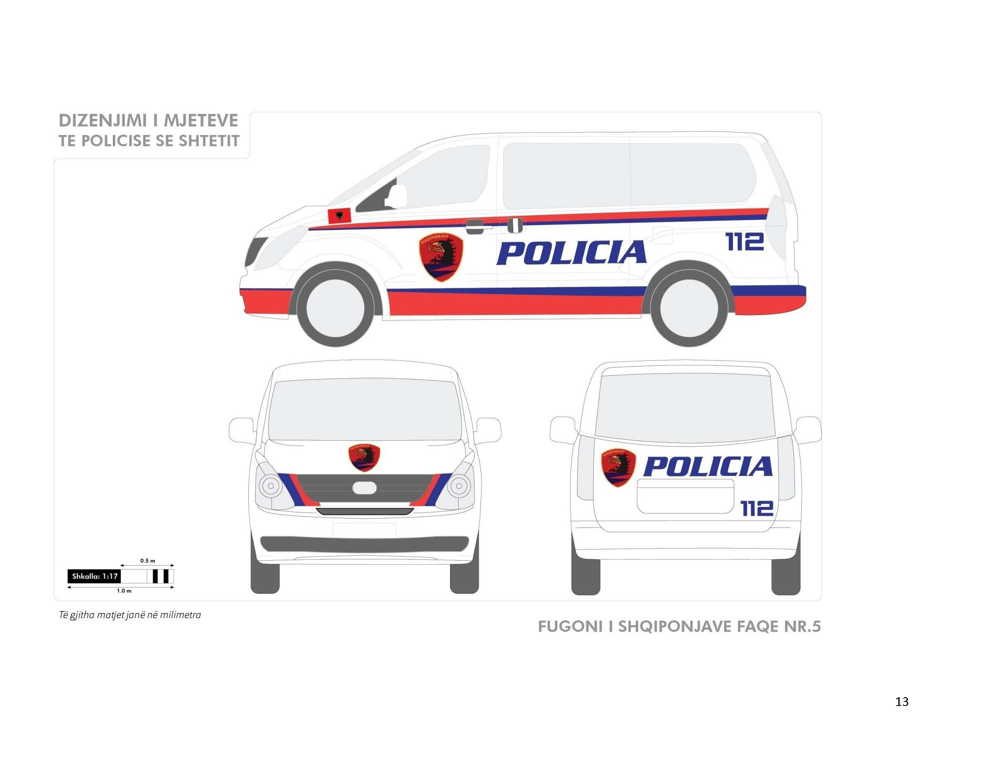 DIZENJIMI I MJETEVE
TE POLICISE SE SHTETIT
SHQIPONJAT
POLICIA
112
SHQIPONJAT
SHQIPONJAT
POLICIA
112
0.5 m
Shkalla: 1:17
1.0 m
Të gjitha matjet janë në milimetra
FUGONI I SHQIPONJAVE FAQE NR.5
13